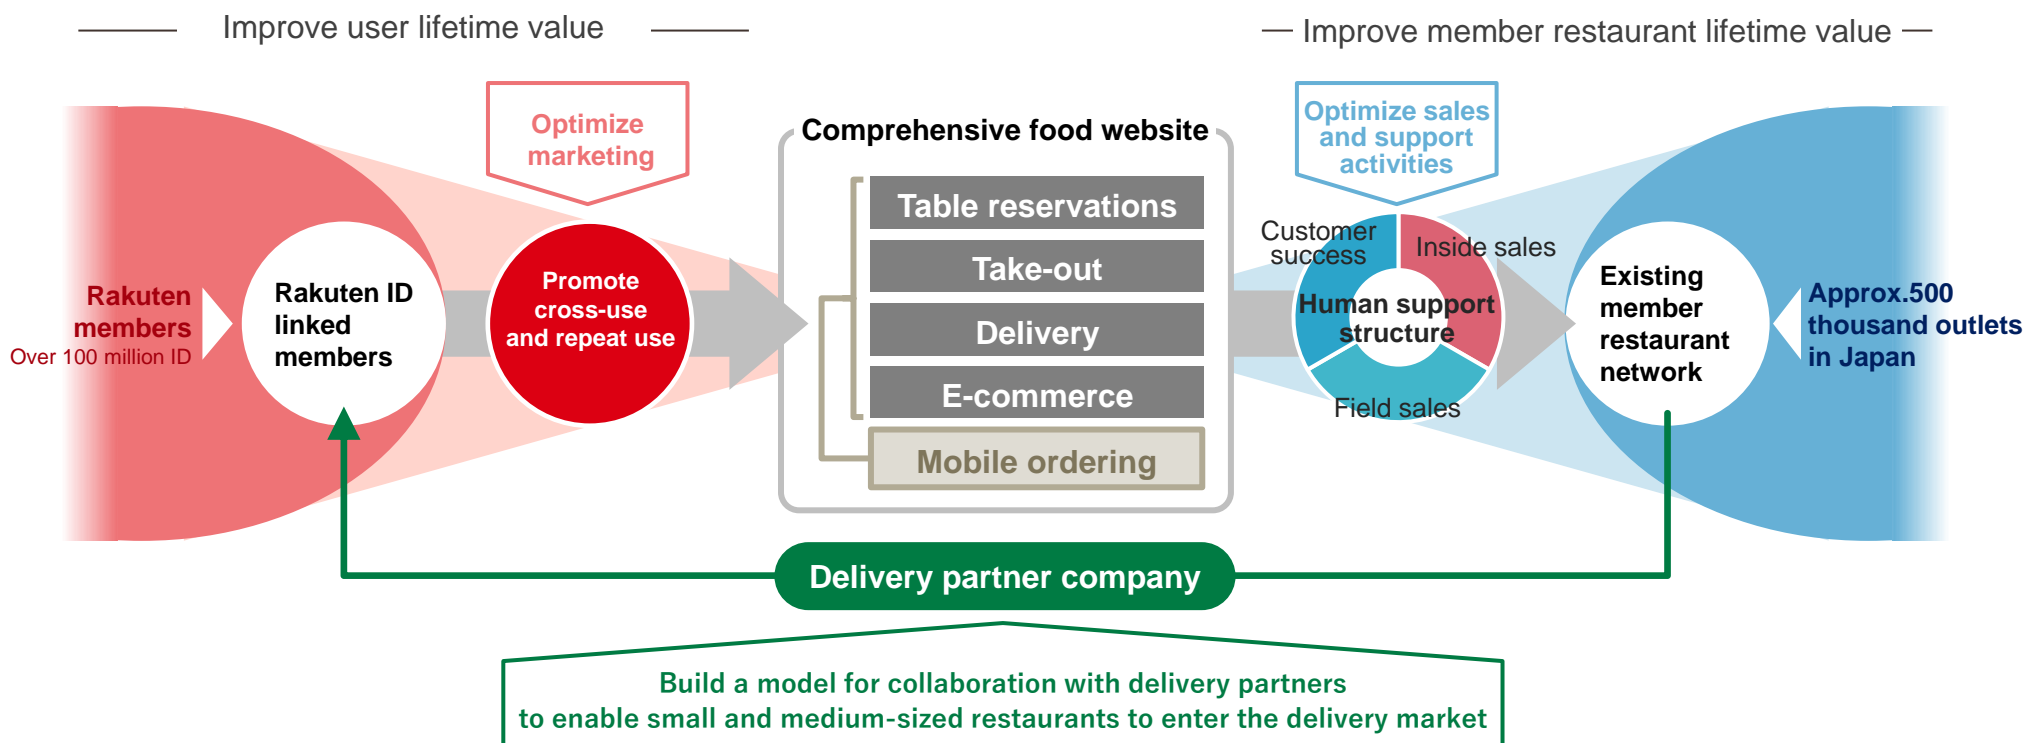 Improve user lifetime value
Improve member restaurant lifetime value
Optimize
marketing
Optimize sales
and support
activities
Comprehensive food website
Table reservations
Take-out
Delivery
E-commerce
Mobile ordering
Rakuten
members
Over 100 million ID
Rakuten ID
linked
members
Promote
cross-use
and repeat use
Customer
success
Inside sales
Human support
structure
Field sales
Existing
member
restaurant
network
Approx.500
thousand outlets
in Japan
Delivery partner company
Build a model for collaboration with delivery partners
to enable small and medium-sized restaurants to enter the delivery market